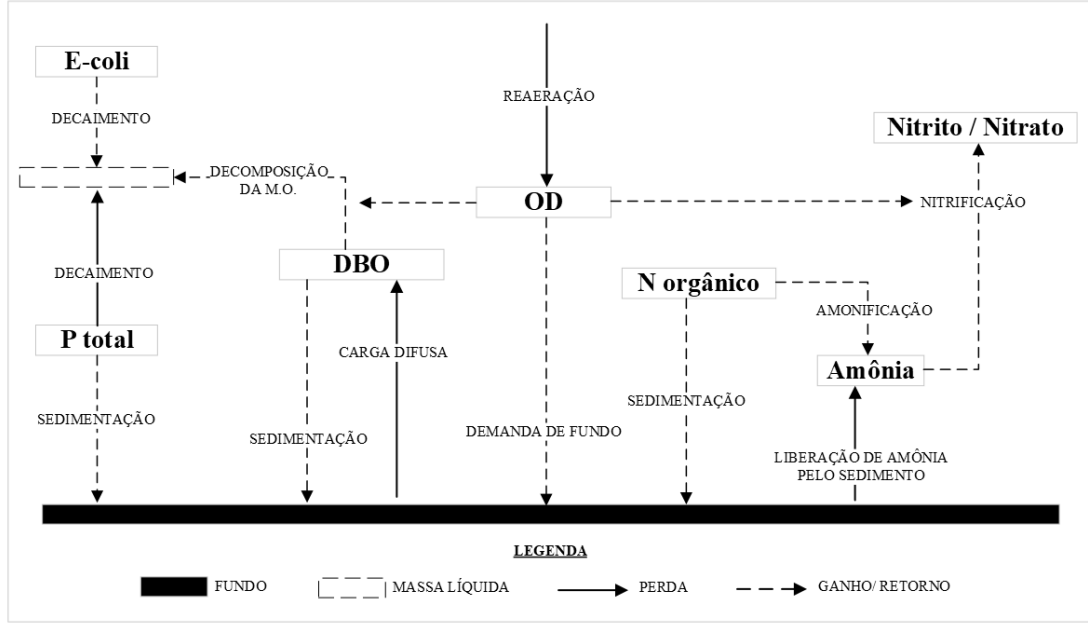 E-coli
DECAIMENTO
REAERAÇÃO
Nitrito / Nitrato
DECOMPOSIÇÃO
DA M.O.
OD
NITRIFICAÇÃO
DBO
DECAIMENTO
N orgânico
AMONIFICAÇÃO
P total
CARGA DIFUSA
Amônia
SEDIMENTAÇÃO
SEDIMENTAÇÃO
DEMANDA DE FUNDO
SEDIMENTAÇÃO
LIBERAÇÃO DE AMÔNIA
PELO SEDIMENTO
LEGENDA
FUNDO
MASSA LÍQUIDA
PERDA
GANHO/ RETORNO